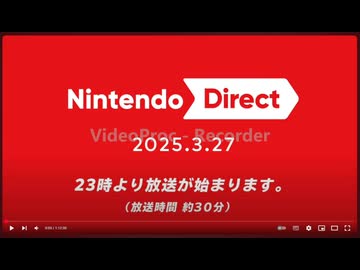 Nintendo Direct
VideoProc - Recorder
2025.3.27
23時より放送が始まります。
（放送時間 約30分）